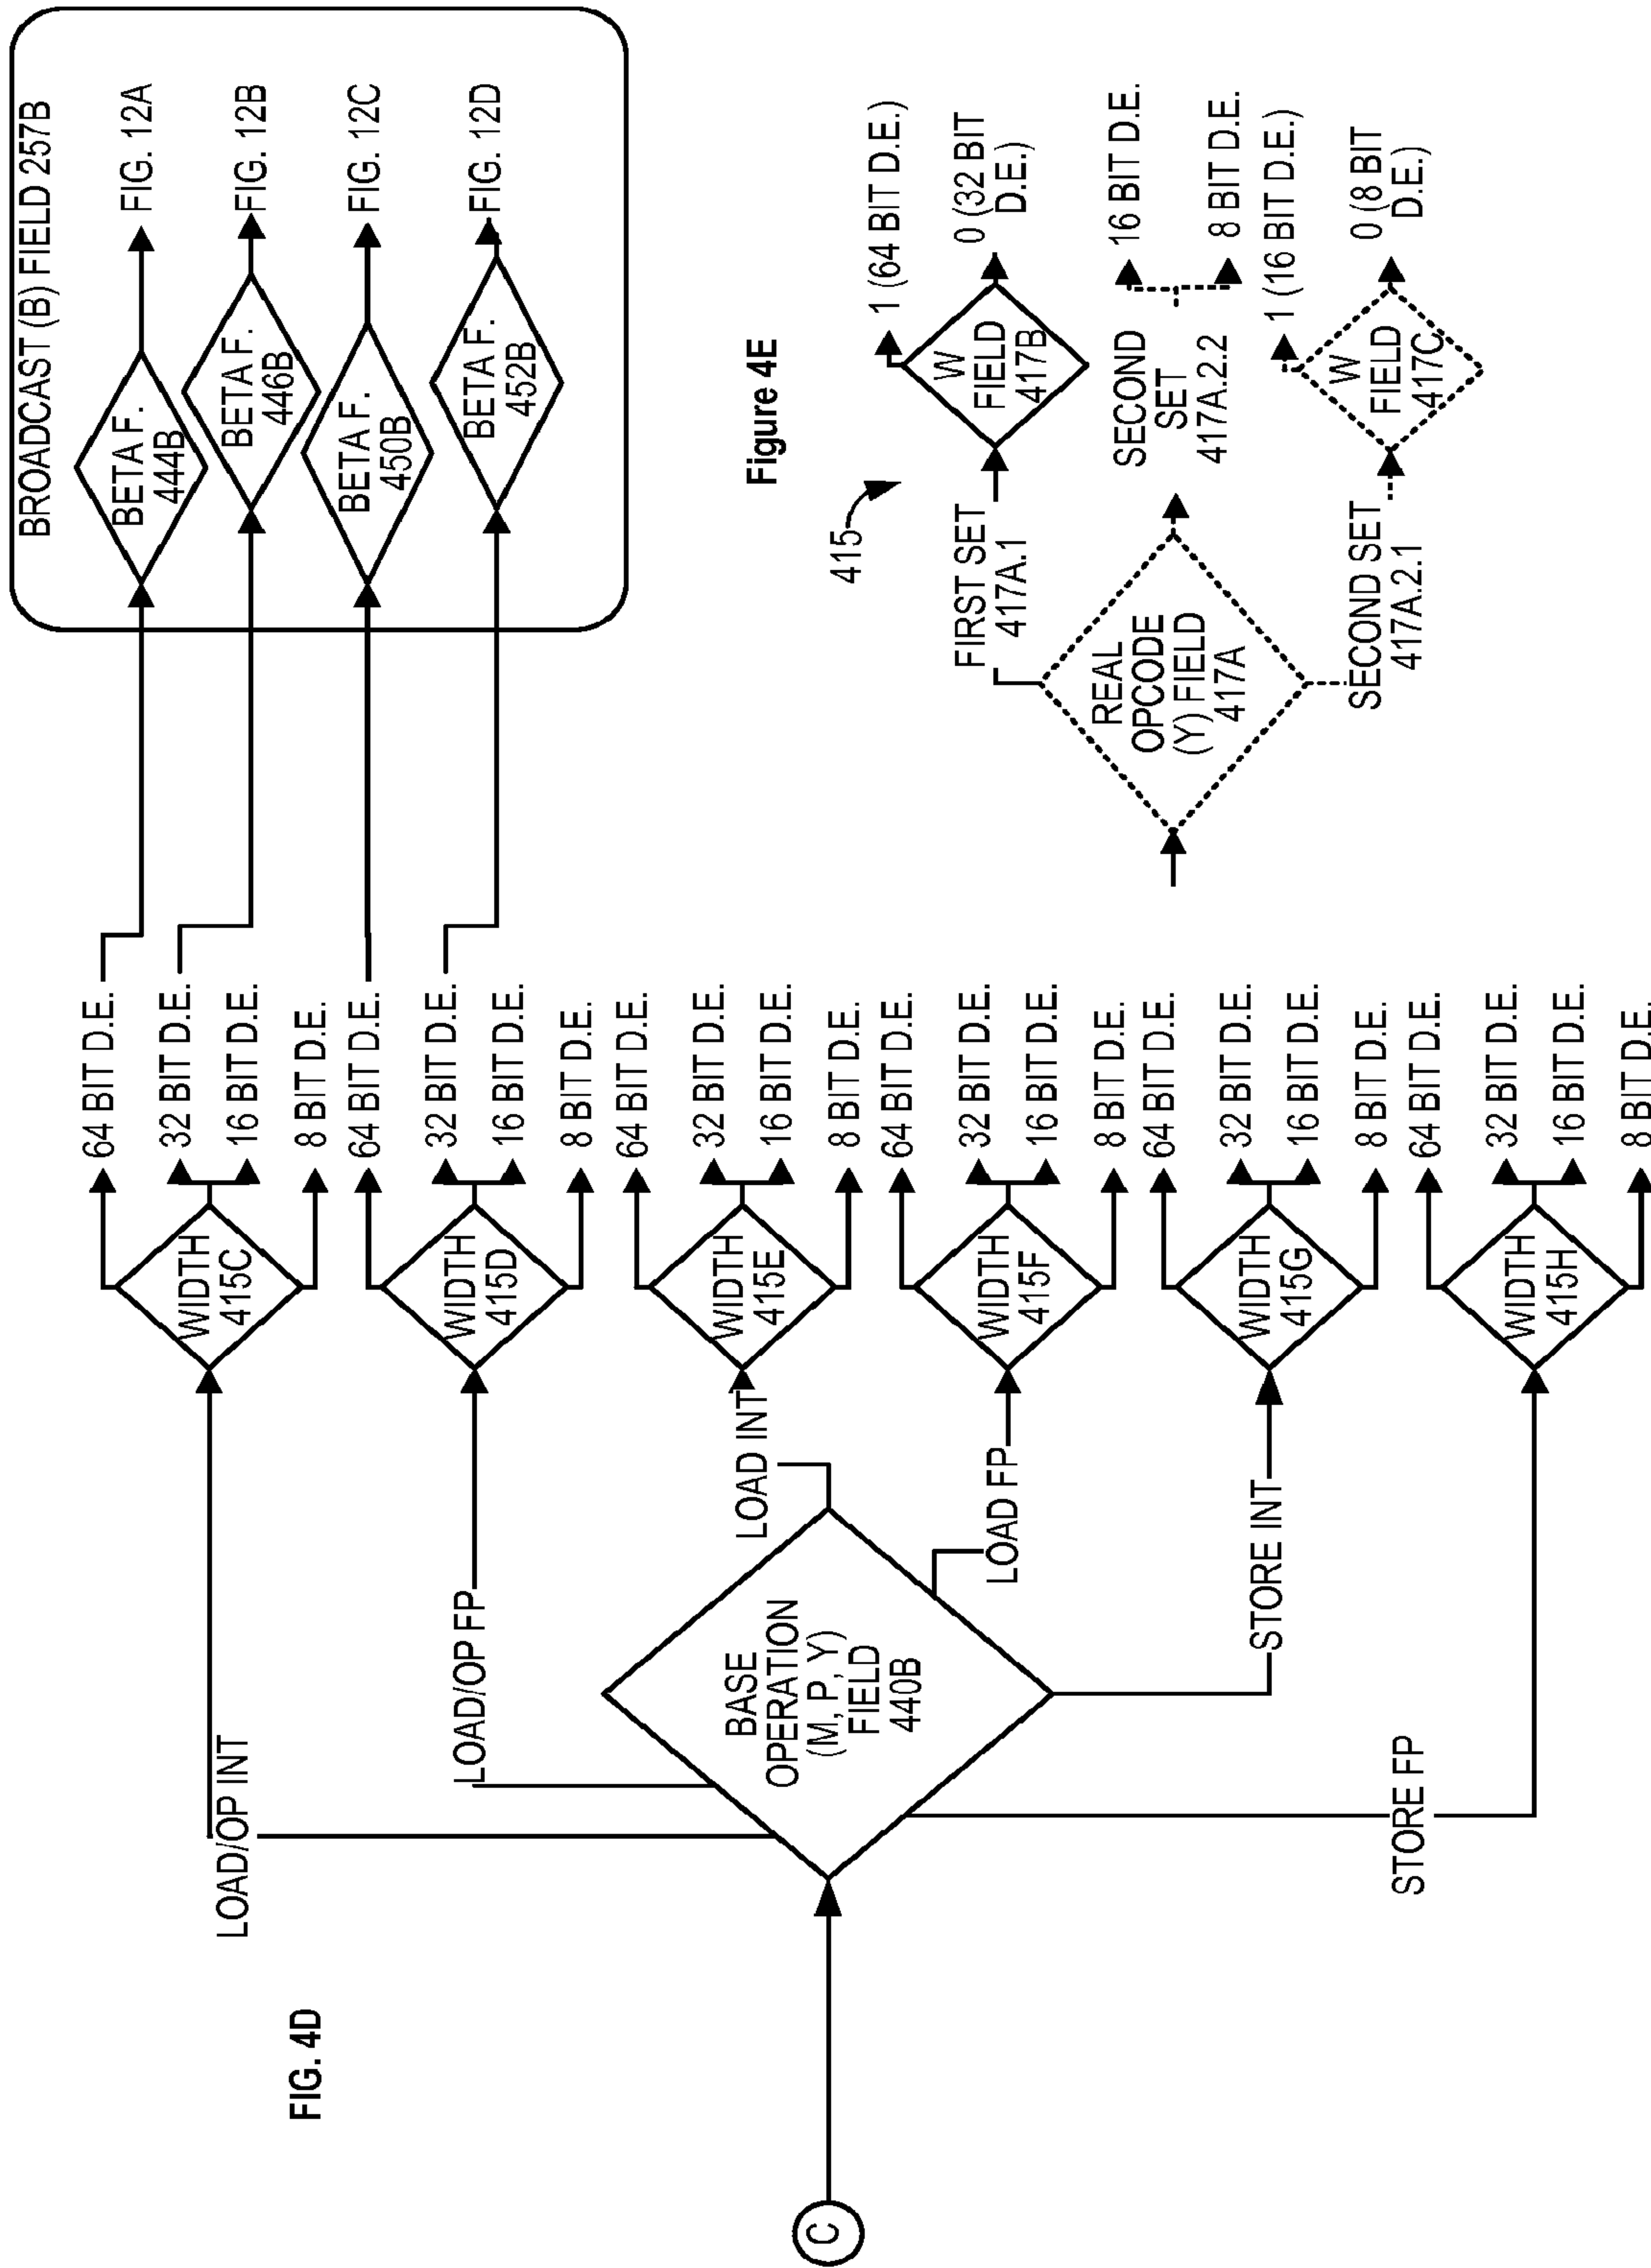 FIG. 4D
C
BASE
OPERATION
(M, P, Y)
FIELD
440B
LOAD/OP INT
LOAD/OP FP
LOAD INT
LOAD FP
STORE INT
STORE FP
WIDTH
415C
64 BIT D.E.
32 BIT D.E.
16 BIT D.E.
8 BIT D.E.
WIDTH
415D
64 BIT D.E.
32 BIT D.E.
16 BIT D.E.
8 BIT D.E.
WIDTH
415E
64 BIT D.E.
32 BIT D.E.
16 BIT D.E.
8 BIT D.E.
WIDTH
415F
64 BIT D.E.
32 BIT D.E.
16 BIT D.E.
8 BIT D.E.
WIDTH
415G
64 BIT D.E.
32 BIT D.E.
16 BIT D.E.
8 BIT D.E.
WIDTH
415H
64 BIT D.E.
32 BIT D.E.
16 BIT D.E.
8 BIT D.E.
BROADCAST (B) FIELD 257B
BETA F.
444B
FIG. 12A
BETA F.
446B
FIG. 12B
BETA F.
450B
FIG. 12C
BETA F.
452B
FIG. 12D
Figure 4E
415
REAL
OPCODE
(Y) FIELD
417A
FIRST SET
417A.1
W
FIELD
417B
1 (64 BIT D.E.)
0 (32 BIT
D.E.)
SECOND
SET
417A.2.2
16 BIT D.E.
8 BIT D.E.
SECOND SET
417A.2.1
W
FIELD
417C
1 (16 BIT D.E.)
0 (8 BIT
D.E.)